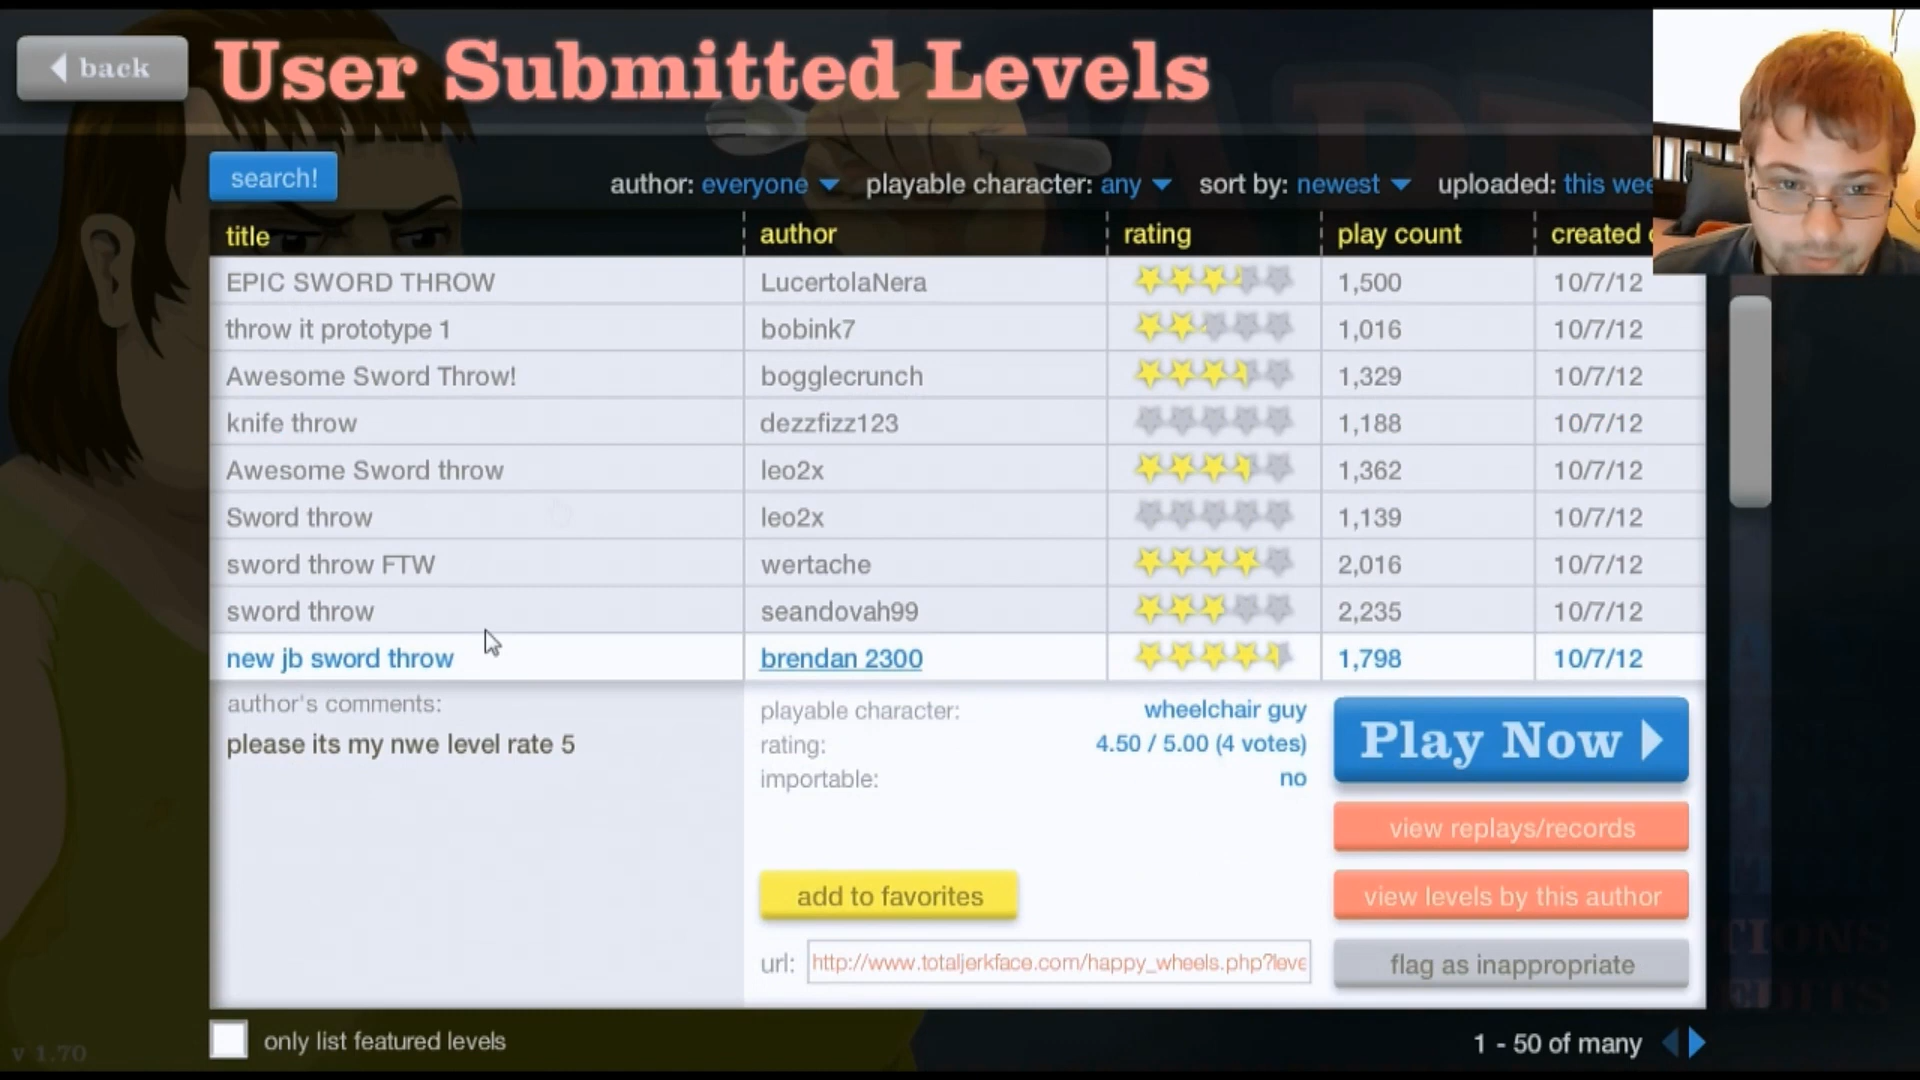 back
User Submitted Levels
search!
author: everyone playable character: any sort by: newest uploaded: this wee
title author rating play count created
EPIC SWORD THROW LucertolaNera 1,500 10/7/12
throw it prototype 1 bobink7 1,016 10/7/12
Awesome Sword Throw! bogglecrunch 1,329 10/7/12
knife throw dezzfizz123 1,188 10/7/12
Awesome Sword throw leo2x 1,362 10/7/12
Sword throw leo2x 1,139 10/7/12
sword throw FTW wertache 2,016 10/7/12
sword throw seandovah99 2,235 10/7/12
new jb sword throw brendan 2300 1,798 10/7/12
author's comments:
please its my nwe level rate 5
playable character: wheelchair guy
rating: 4.50 / 5.00 (4 votes)
importable: no
Play Now
view replays/records
add to favorites
view levels by this author
url: http://www.totaljerkface.com/happy_wheels.php?leve
flag as inappropriate
only list featured levels
1 - 50 of many
v 1.70